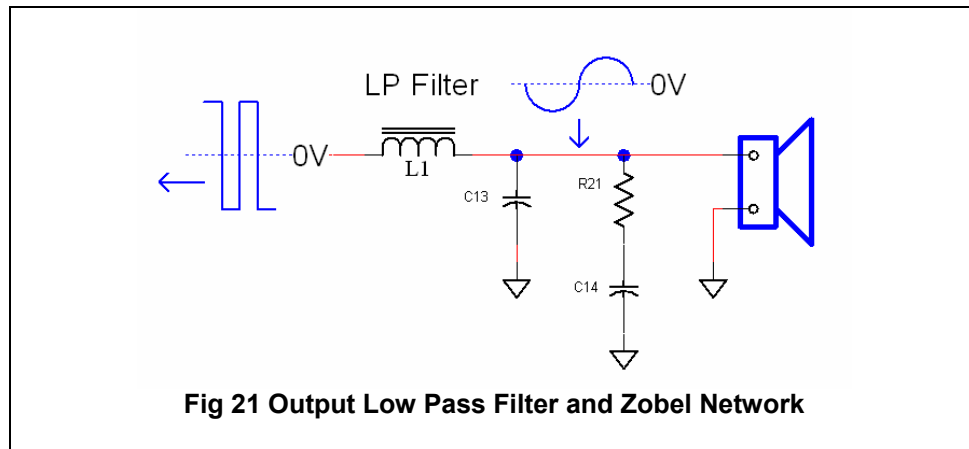 LP Filter
0V
0V
L1
C13
R21
C14
Fig 21 Output Low Pass Filter and Zobel Network